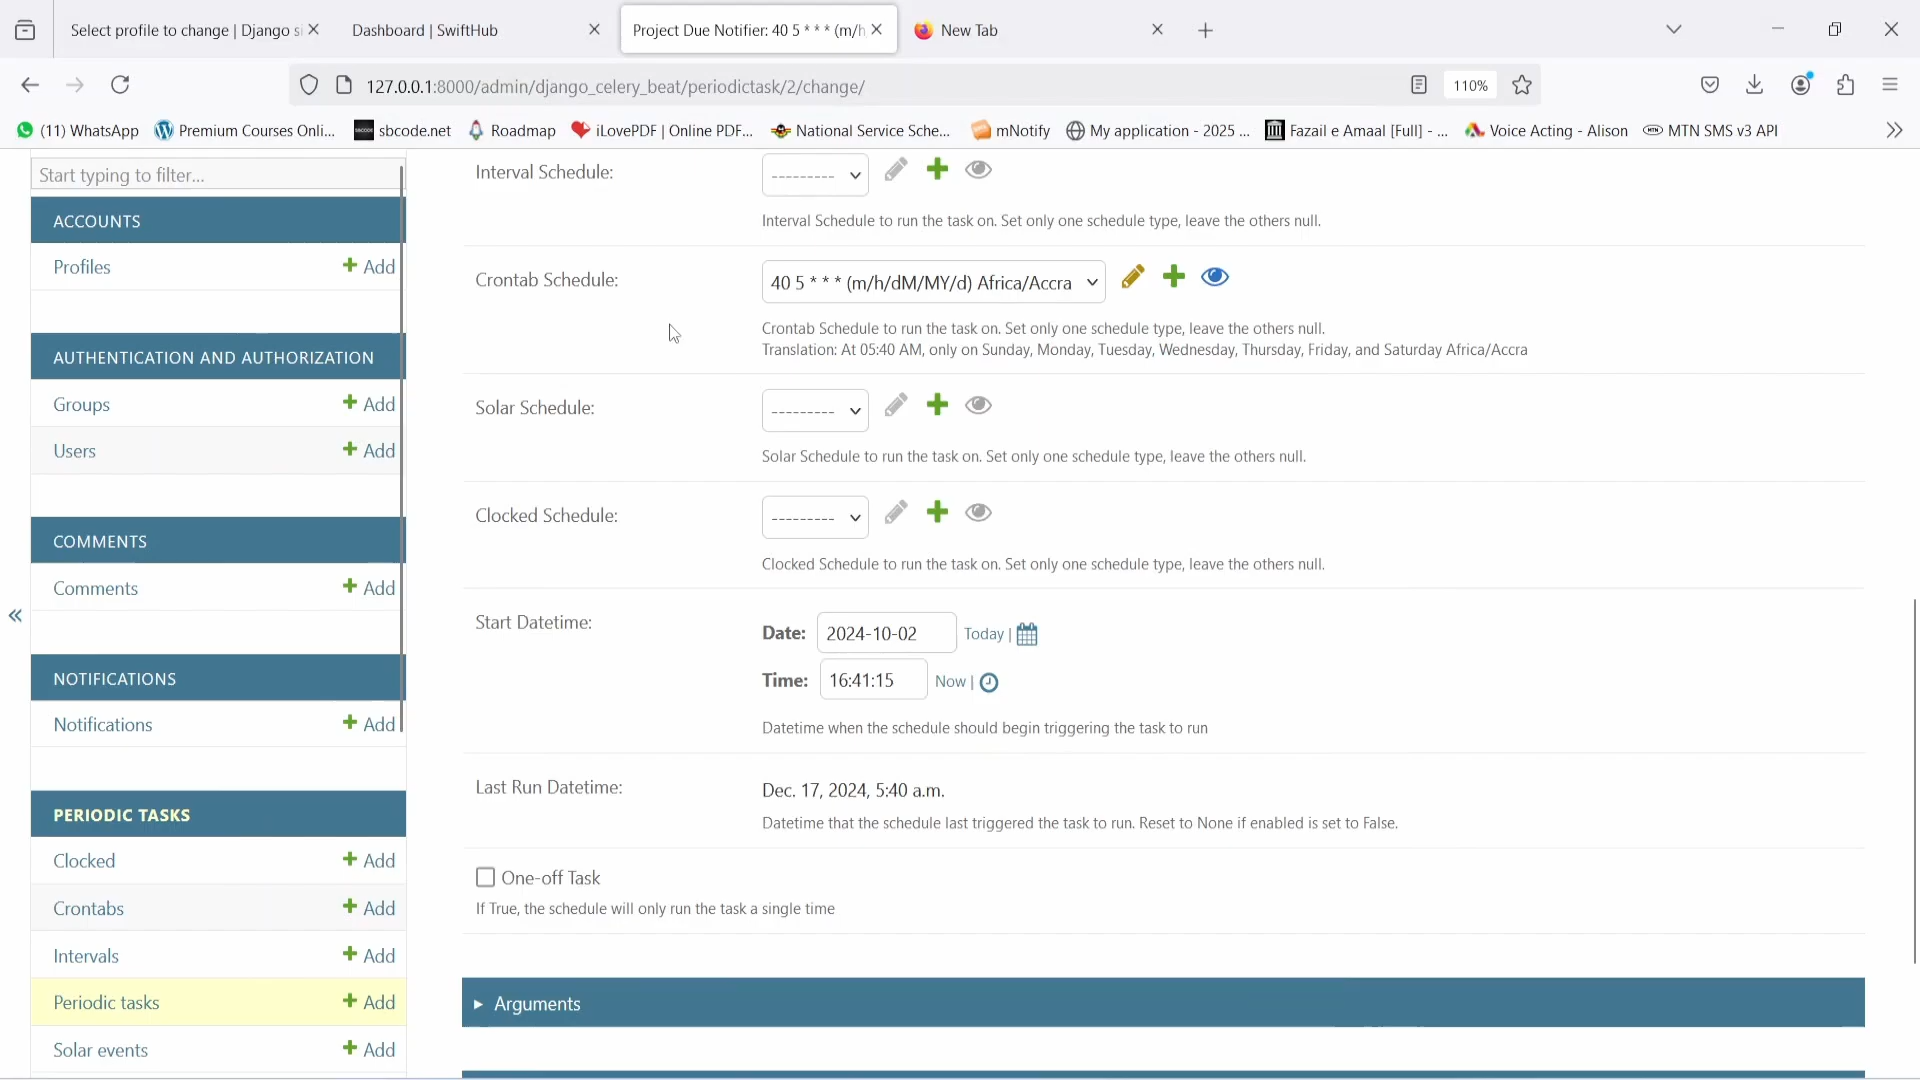 Select profile to change | Django si
Dashboard | SwiftHub
Project Due Notifier: 40 5 * * * (m/h
New Tab
127.0.0.1:8000/admin/django_celery_beat/periodictask/2/change/
110%
(11) WhatsApp
Premium Courses Onli...
sbcode.net
Roadmap
iLovePDF | Online PDF...
National Service Sche...
mNotify
My application - 2025 ...
Fazail e Amaal [Full] - ...
Voice Acting - Alison
MTN SMS v3 API
Start typing to filter...
ACCOUNTS
Profiles
Add
AUTHENTICATION AND AUTHORIZATION
Groups
Add
Users
Add
COMMENTS
Comments
Add
NOTIFICATIONS
Notifications
Add
PERIODIC TASKS
Clocked
Add
Crontabs
Add
Intervals
Add
Periodic tasks
Add
Solar events
Add
Interval Schedule:
---------
Interval Schedule to run the task on. Set only one schedule type, leave the others null.
Crontab Schedule:
40 5 * * * (m/h/dM/MY/d) Africa/Accra
Crontab Schedule to run the task on. Set only one schedule type, leave the others null.
Translation: At 05:40 AM, only on Sunday, Monday, Tuesday, Wednesday, Thursday, Friday, and Saturday Africa/Accra
Solar Schedule:
---------
Solar Schedule to run the task on. Set only one schedule type, leave the others null.
Clocked Schedule:
---------
Clocked Schedule to run the task on. Set only one schedule type, leave the others null.
Start Datetime:
Date: 2024-10-02 Today |
Time: 16:41:15 Now |
Datetime when the schedule should begin triggering the task to run
Last Run Datetime:
Dec. 17, 2024, 5:40 a.m.
Datetime that the schedule last triggered the task to run. Reset to None if enabled is set to False.
One-off Task
If True, the schedule will only run the task a single time
Arguments